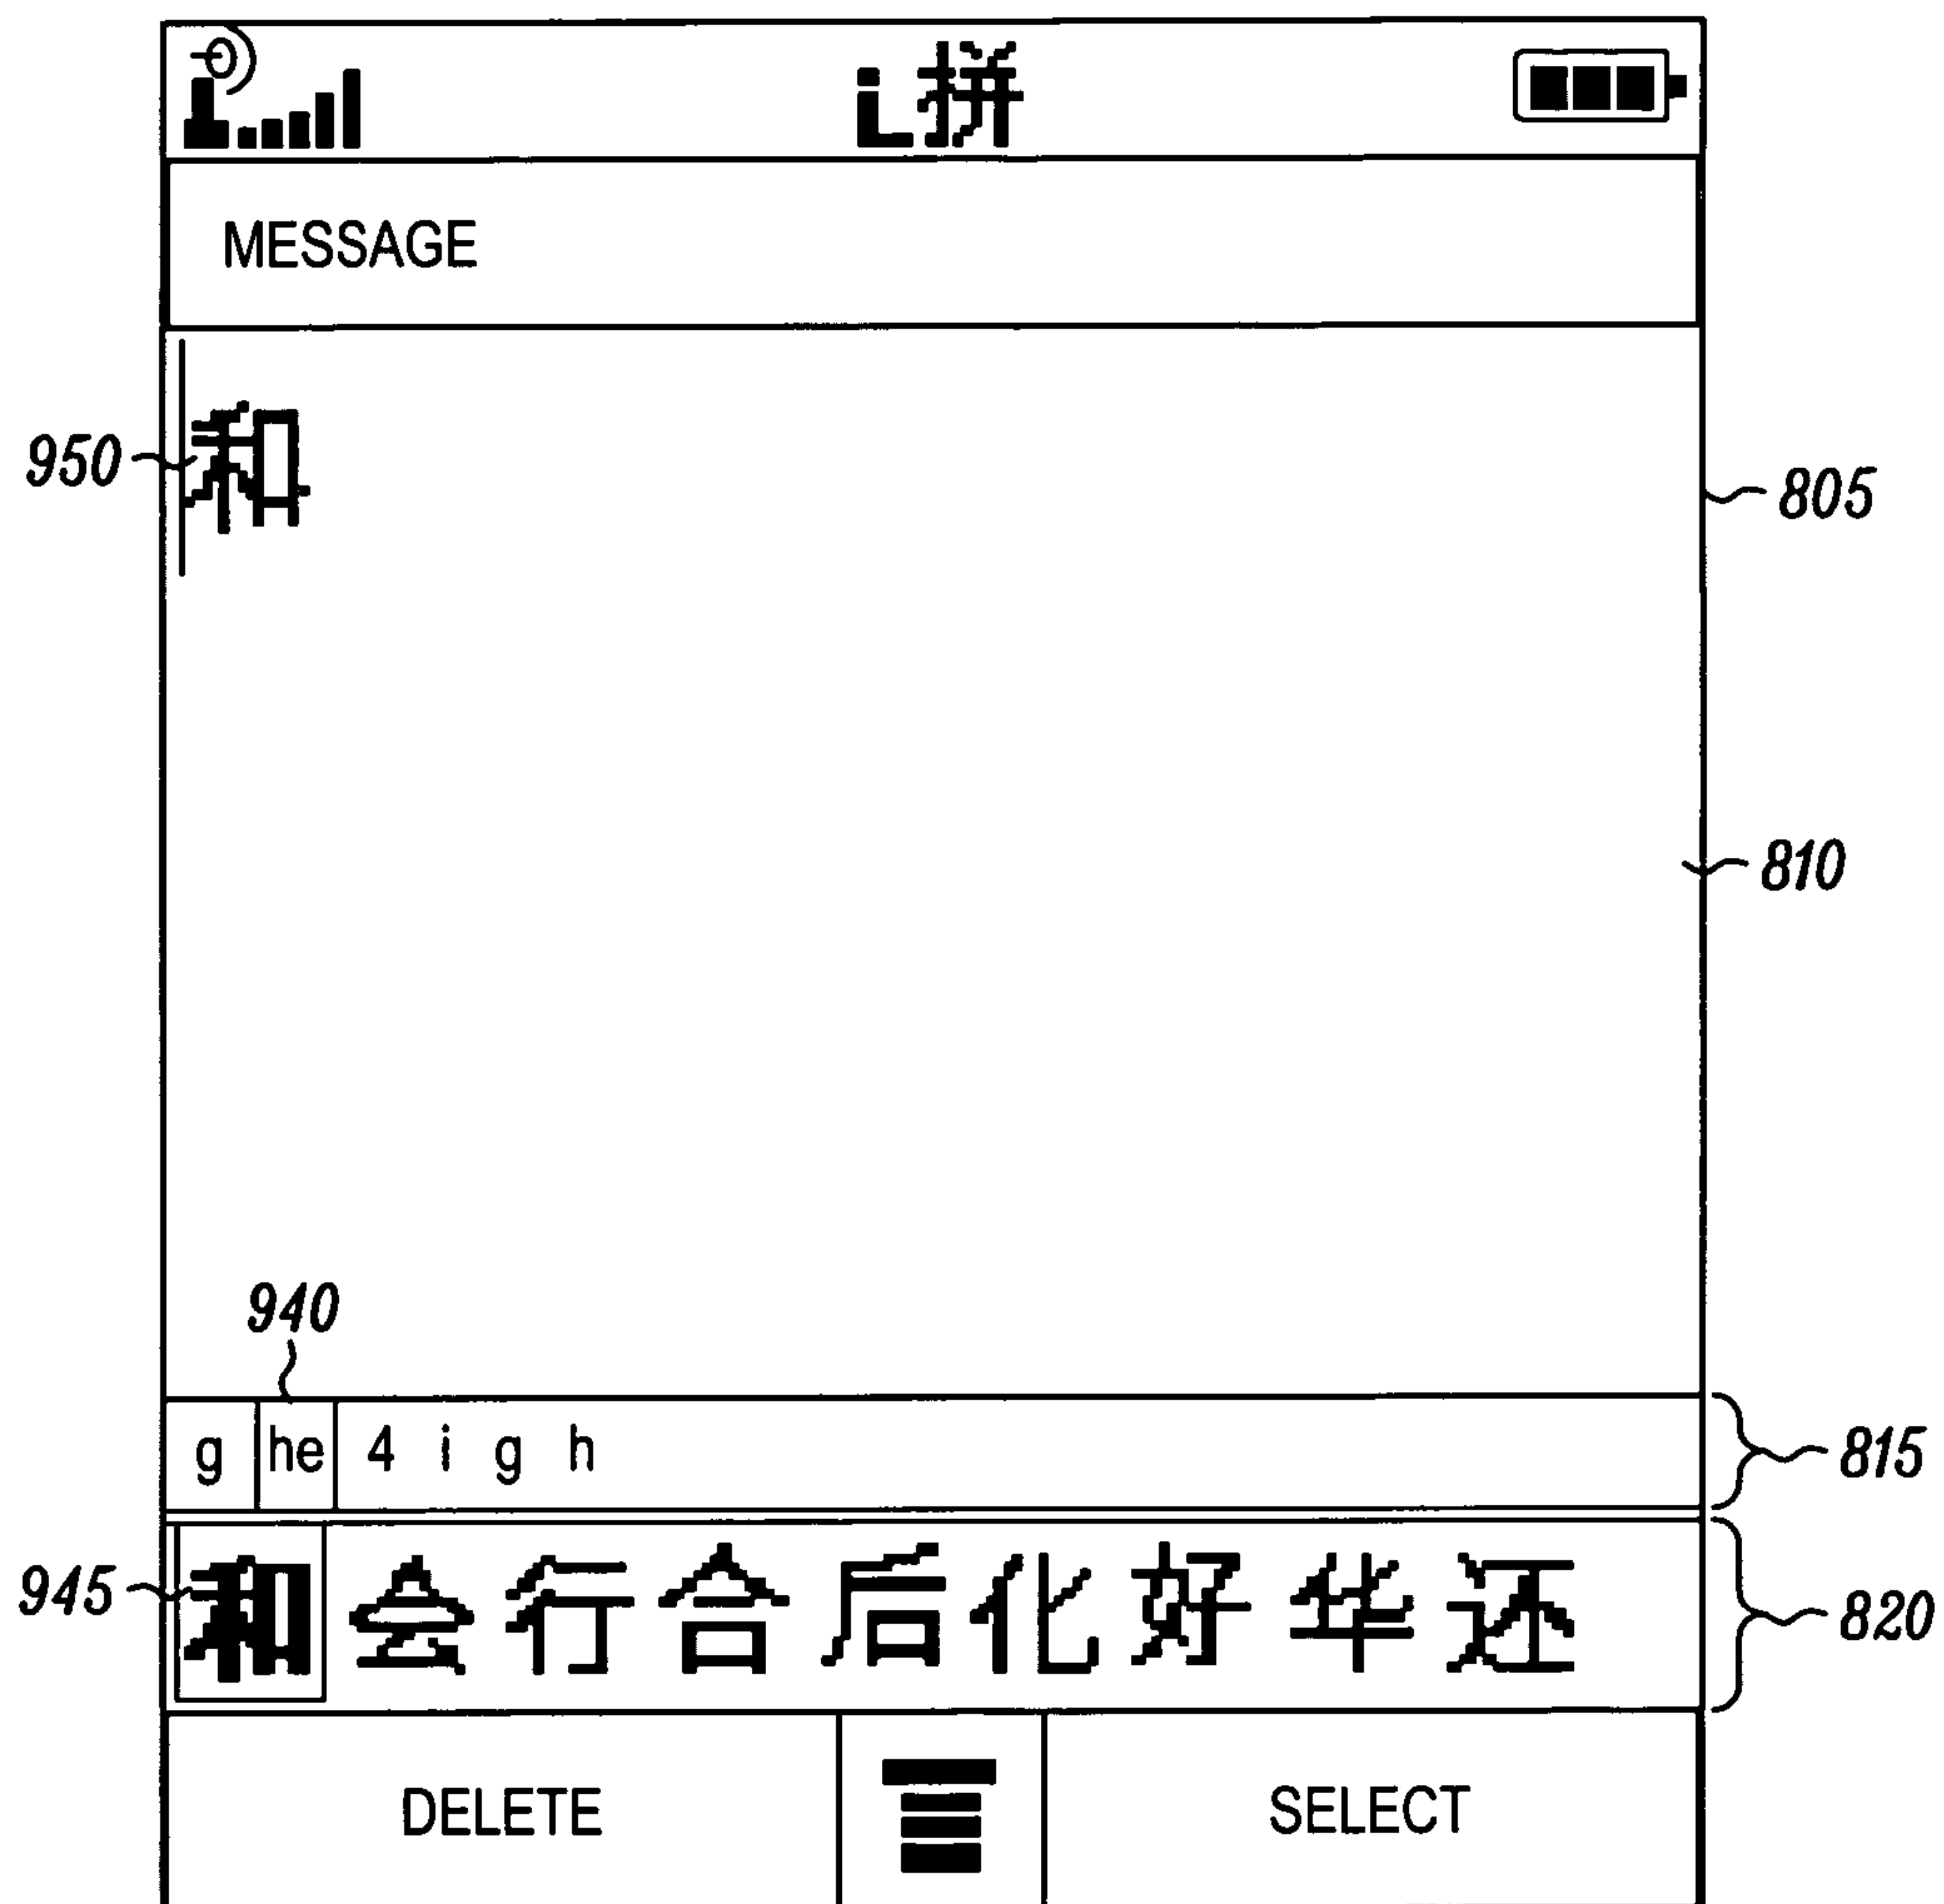 i拼
MESSAGE
950 和 805
810
940
g he 4 i g h 815
945 和 会 行 合 后 化 好 华 还 820
DELETE SELECT